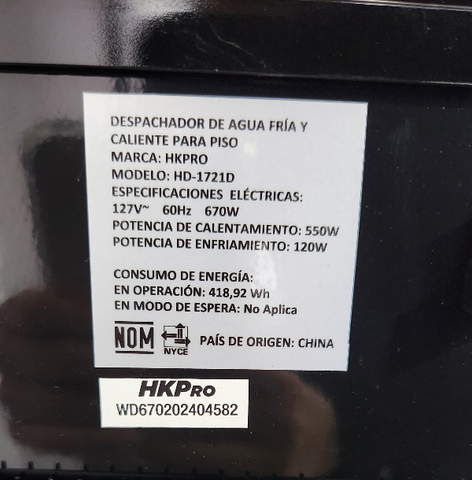 DESPACHADOR DE AGUA FRÍA Y
CALIENTE PARA PISO
MARCA: HKPRO
MODELO: HD-1721D
ESPECIFICACIONES ELÉCTRICAS:
127V~ 60Hz 670W
POTENCIA DE CALENTAMIENTO: 550W
POTENCIA DE ENFRIAMIENTO: 120W
CONSUMO DE ENERGÍA:
EN OPERACIÓN: 418,92 Wh
EN MODO DE ESPERA: No Aplica
NOM NYCE PAÍS DE ORIGEN: CHINA
HKPRO
WD670202404582